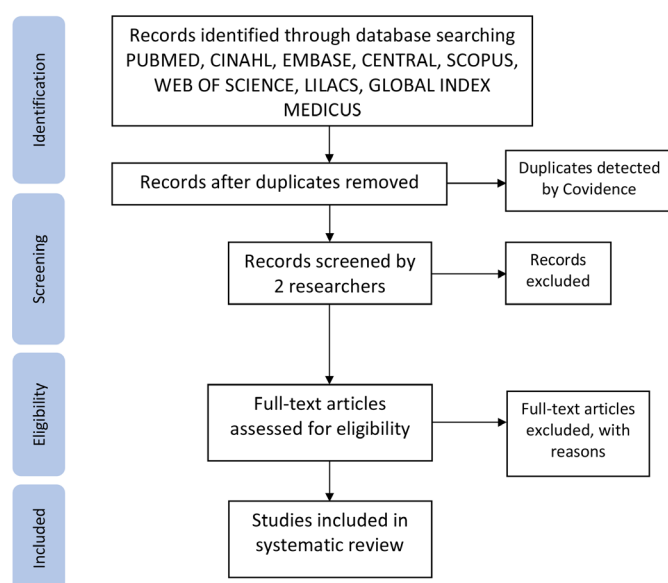 Identification
Records identified through database searching
PUBMED, CINAHL, EMBASE, CENTRAL, SCOPUS,
WEB OF SCIENCE, LILACS, GLOBAL INDEX
MEDICUS
Records after duplicates removed
Duplicates detected
by Covidence
Screening
Records screened by
2 researchers
Records
excluded
Eligibility
Full-text articles
assessed for eligibility
Full-text articles
excluded, with
reasons
Included
Studies included in
systematic review